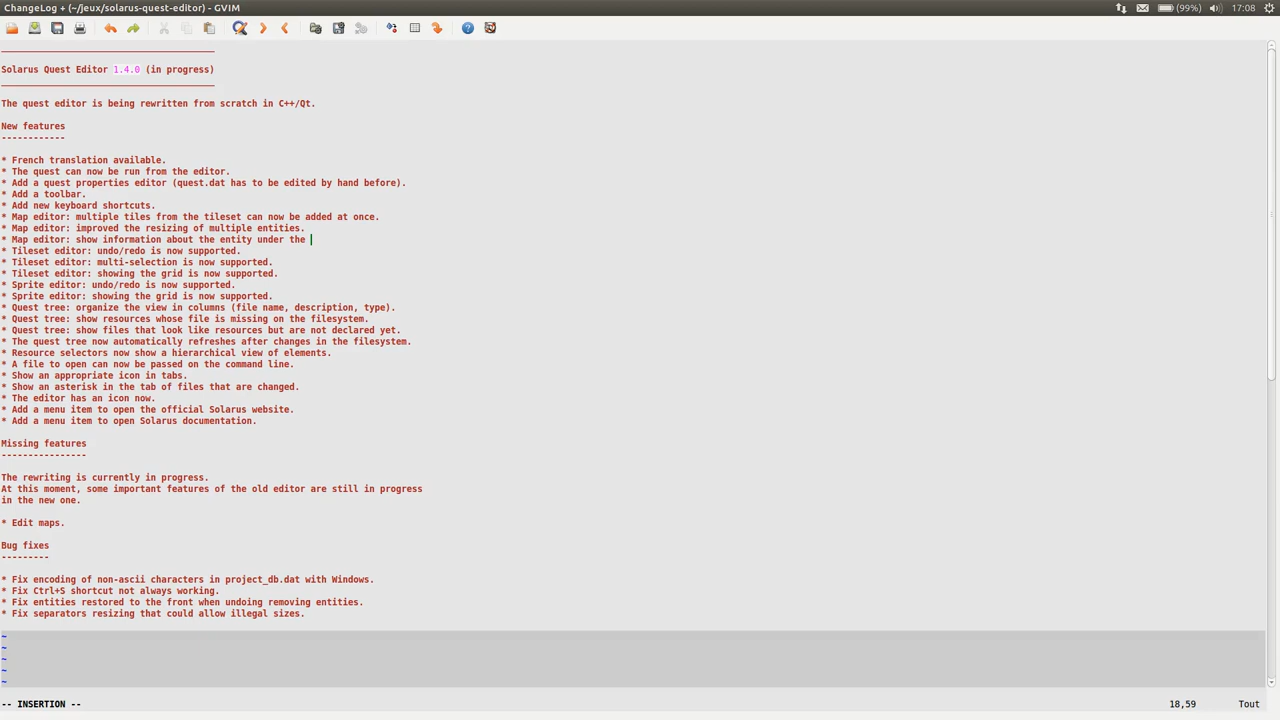 ChangeLog + (~/jeux/solarus-quest-editor) - GVIM
(99%)
17:08
Solarus Quest Editor 1.4.0 (in progress)
The quest editor is being rewritten from scratch in C++/Qt.
New features
------------
* French translation available.
* The quest can now be run from the editor.
* Add a quest properties editor (quest.dat has to be edited by hand before).
* Add a toolbar.
* Add new keyboard shortcuts.
* Map editor: multiple tiles from the tileset can now be added at once.
* Map editor: improved the resizing of multiple entities.
* Map editor: show information about the entity under the
* Tileset editor: undo/redo is now supported.
* Tileset editor: multi-selection is now supported.
* Tileset editor: showing the grid is now supported.
* Sprite editor: undo/redo is now supported.
* Sprite editor: showing the grid is now supported.
* Quest tree: organize the view in columns (file name, description, type).
* Quest tree: show resources whose file is missing on the filesystem.
* Quest tree: show files that look like resources but are not declared yet.
* The quest tree now automatically refreshes after changes in the filesystem.
* Resource selectors now show a hierarchical view of elements.
* A file to open can now be passed on the command line.
* Show an appropriate icon in tabs.
* Show an asterisk in the tab of files that are changed.
* The editor has an icon now.
* Add a menu item to open the official Solarus website.
* Add a menu item to open Solarus documentation.
Missing features
----------------
The rewriting is currently in progress.
At this moment, some important features of the old editor are still in progress
in the new one.
* Edit maps.
Bug fixes
---------
* Fix encoding of non-ascii characters in project_db.dat with Windows.
* Fix Ctrl+S shortcut not always working.
* Fix entities restored to the front when undoing removing entities.
* Fix separators resizing that could allow illegal sizes.
~
~
~
~
~
-- INSERTION --
18,59
Tout